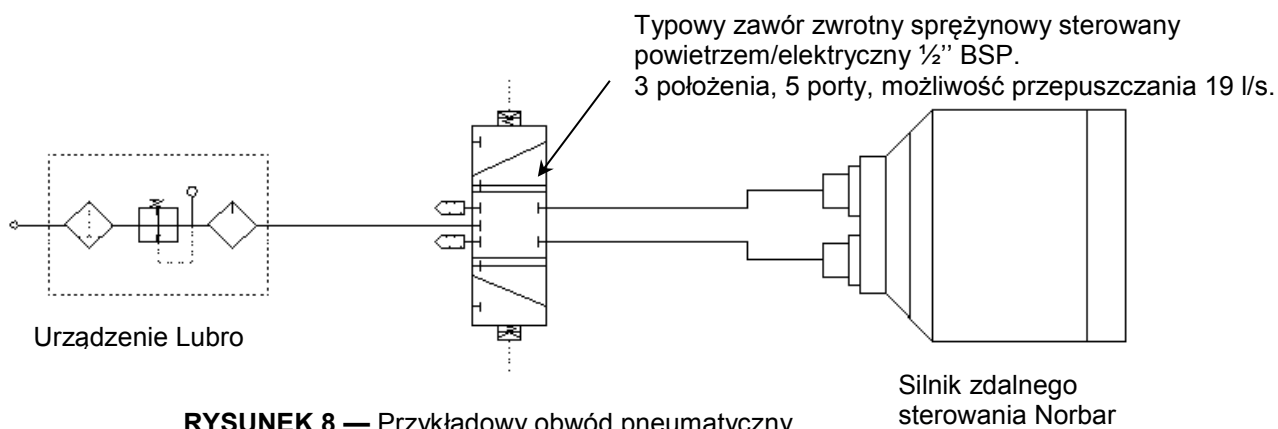 Typowy zawór zwrotny sprężynowy sterowany
powietrzem/elektryczny ½’’ BSP.
3 położenia, 5 porty, możliwość przepuszczania 19 l/s.
Urządzenie Lubro
Silnik zdalnego
sterowania Norbar
RYSUNEK 8 — Przykładowy obwód pneumatyczny